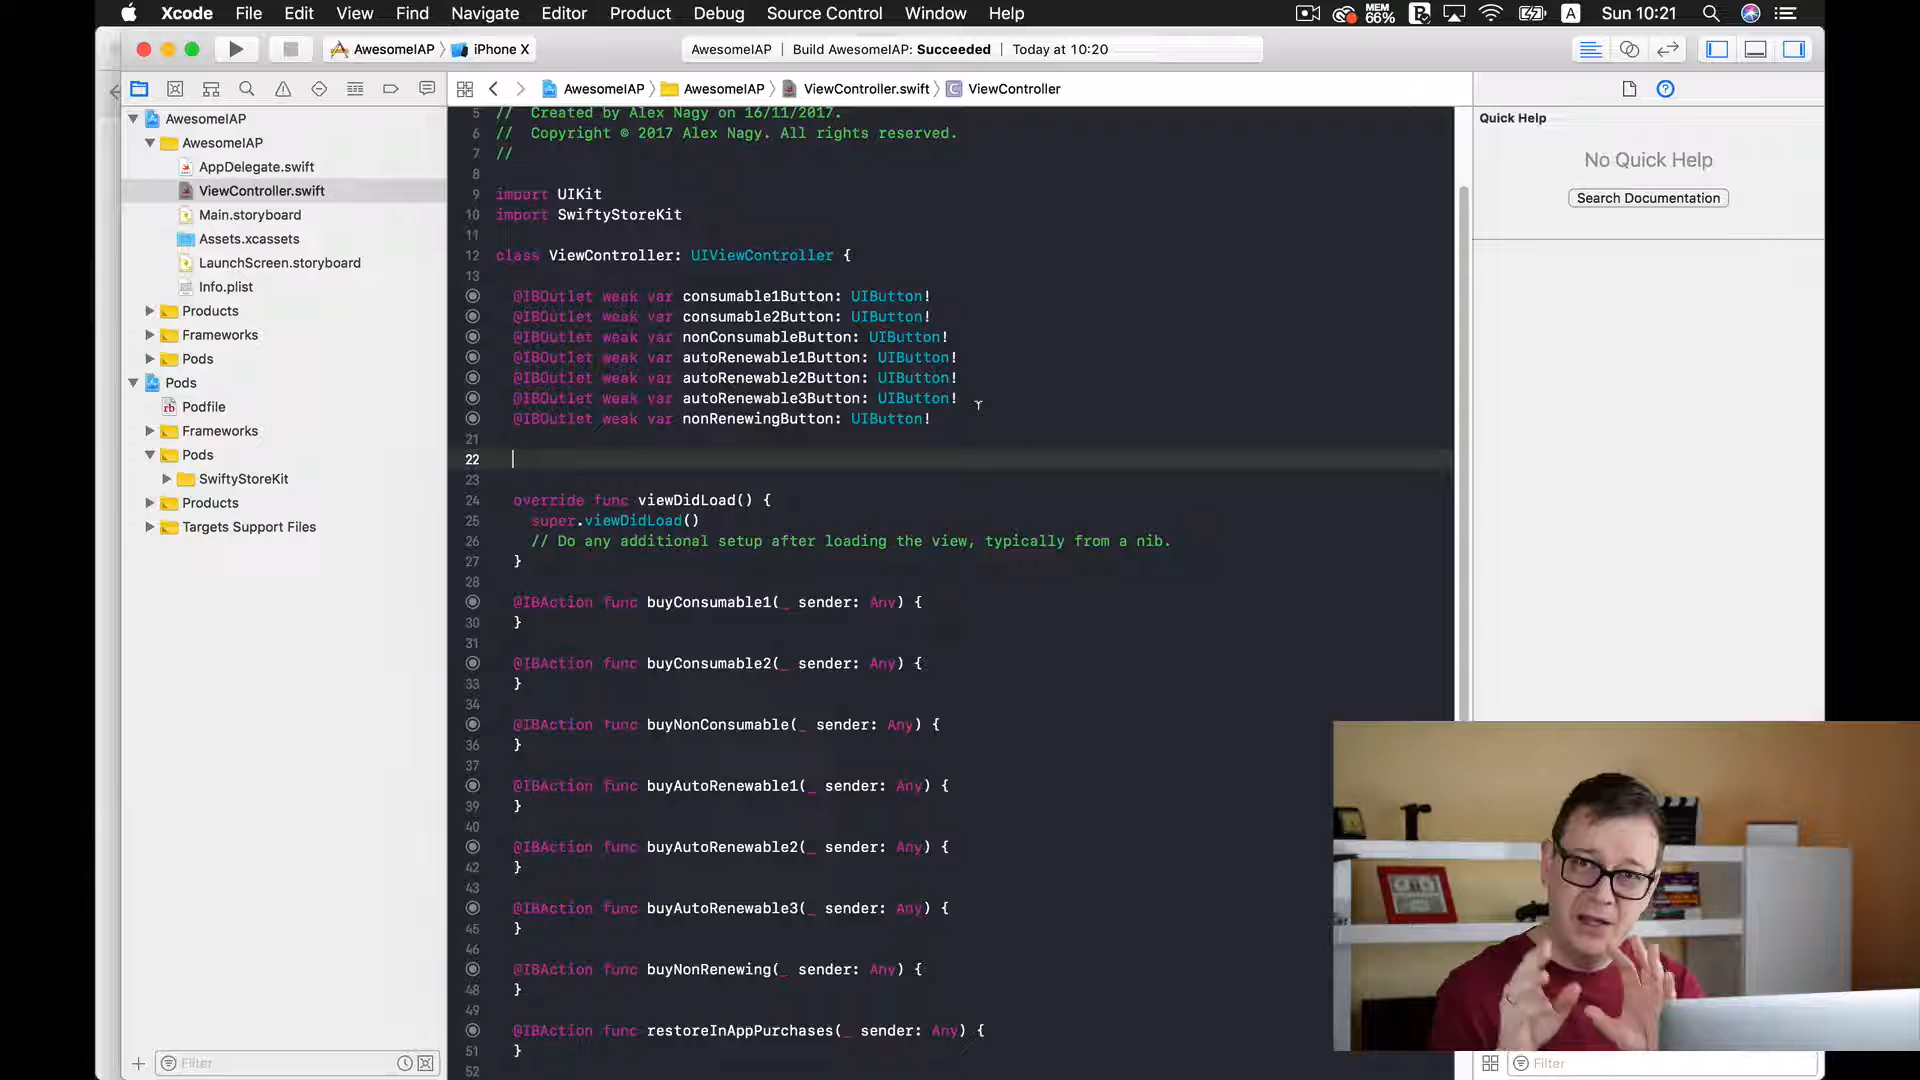 Xcode File Edit View Find Navigate Editor Product Debug Source Control Window Help MEM 66% A Sun 10:21
AwesomeIAP iPhone X AwesomeIAP | Build AwesomeIAP: Succeeded | Today at 10:20
AwesomeIAP AwesomeIAP ViewController.swift ViewController
AwesomeIAP
AwesomeIAP
AppDelegate.swift
ViewController.swift
Main.storyboard
Assets.xcassets
LaunchScreen.storyboard
Info.plist
Products
Frameworks
Pods
Pods
Podfile
Frameworks
Pods
SwiftyStoreKit
Products
Targets Support Files
Filter
5 // Created by Alex Nagy on 16/11/2017.
6 // Copyright © 2017 Alex Nagy. All rights reserved.
7 //
8
9 import UIKit
10 import SwiftyStoreKit
11
12 class ViewController: UIViewController {
13
@IBOutlet weak var consumable1Button: UIButton!
@IBOutlet weak var consumable2Button: UIButton!
@IBOutlet weak var nonConsumableButton: UIButton!
@IBOutlet weak var autoRenewable1Button: UIButton!
@IBOutlet weak var autoRenewable2Button: UIButton!
@IBOutlet weak var autoRenewable3Button: UIButton!
@IBOutlet weak var nonRenewingButton: UIButton!
21
22
23
24 override func viewDidLoad() {
25 super.viewDidLoad()
26 // Do any additional setup after loading the view, typically from a nib.
27 }
28
@IBAction func buyConsumable1(_ sender: Any) {
30 }
31
@IBAction func buyConsumable2(_ sender: Any) {
33 }
34
@IBAction func buyNonConsumable(_ sender: Any) {
36 }
37
@IBAction func buyAutoRenewable1(_ sender: Any) {
39 }
40
@IBAction func buyAutoRenewable2(_ sender: Any) {
42 }
43
@IBAction func buyAutoRenewable3(_ sender: Any) {
45 }
46
@IBAction func buyNonRenewing(_ sender: Any) {
48 }
49
@IBAction func restoreInAppPurchases(_ sender: Any) {
51 }
52
Quick Help
No Quick Help
Search Documentation
Filter